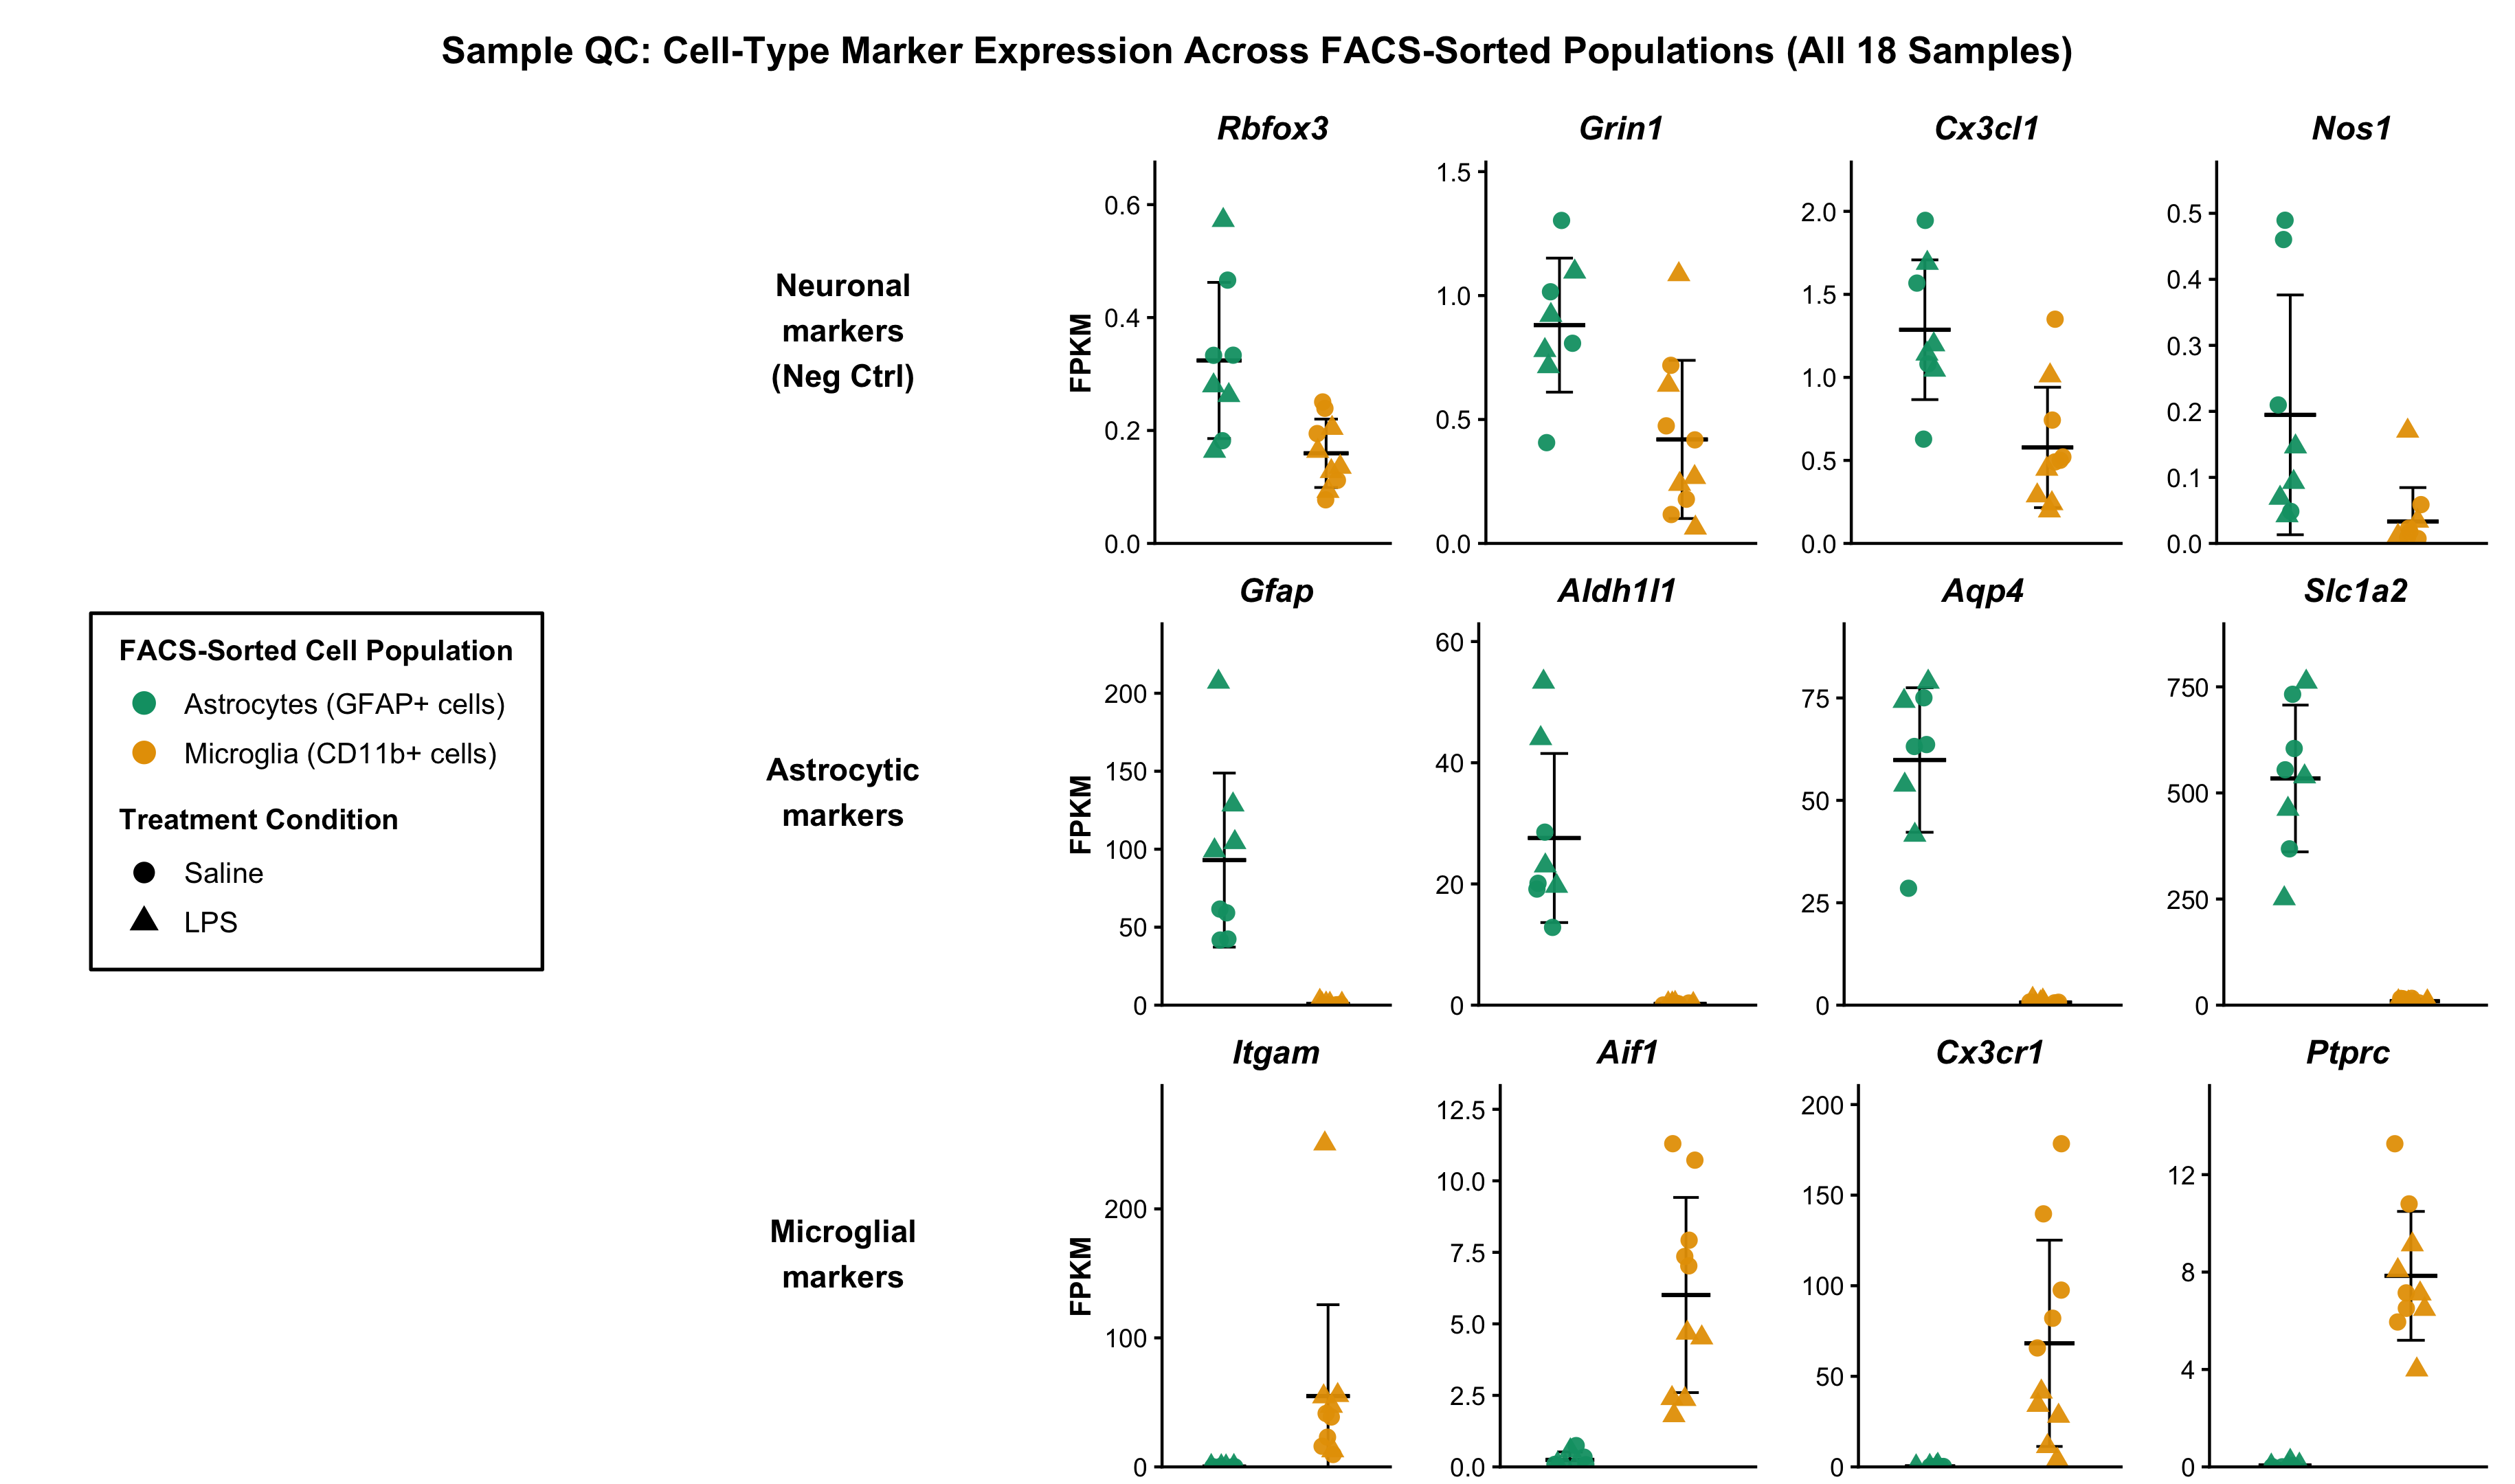 Sample QC: Cell-Type Marker Expression Across FACS-Sorted Populations (All 18 Samples)
Neuronal
markers
(Neg Ctrl)
FPKM
Rbfox3
0.6
0.4
0.2
0.0
Grin1
1.5
1.0
0.5
0.0
Cx3cl1
2.0
1.5
1.0
0.5
0.0
Nos1
0.5
0.4
0.3
0.2
0.1
0.0
FACS-Sorted Cell Population
Astrocytes (GFAP+ cells)
Microglia (CD11b+ cells)
Treatment Condition
Saline
LPS
Astrocytic
markers
FPKM
Gfap
200
150
100
50
0
Aldh1l1
60
40
20
0
Aqp4
75
50
25
0
Slc1a2
750
500
250
0
Microglial
markers
FPKM
Itgam
200
100
0
Aif1
12.5
10.0
7.5
5.0
2.5
0.0
Cx3cr1
200
150
100
50
0
Ptprc
12
8
4
0